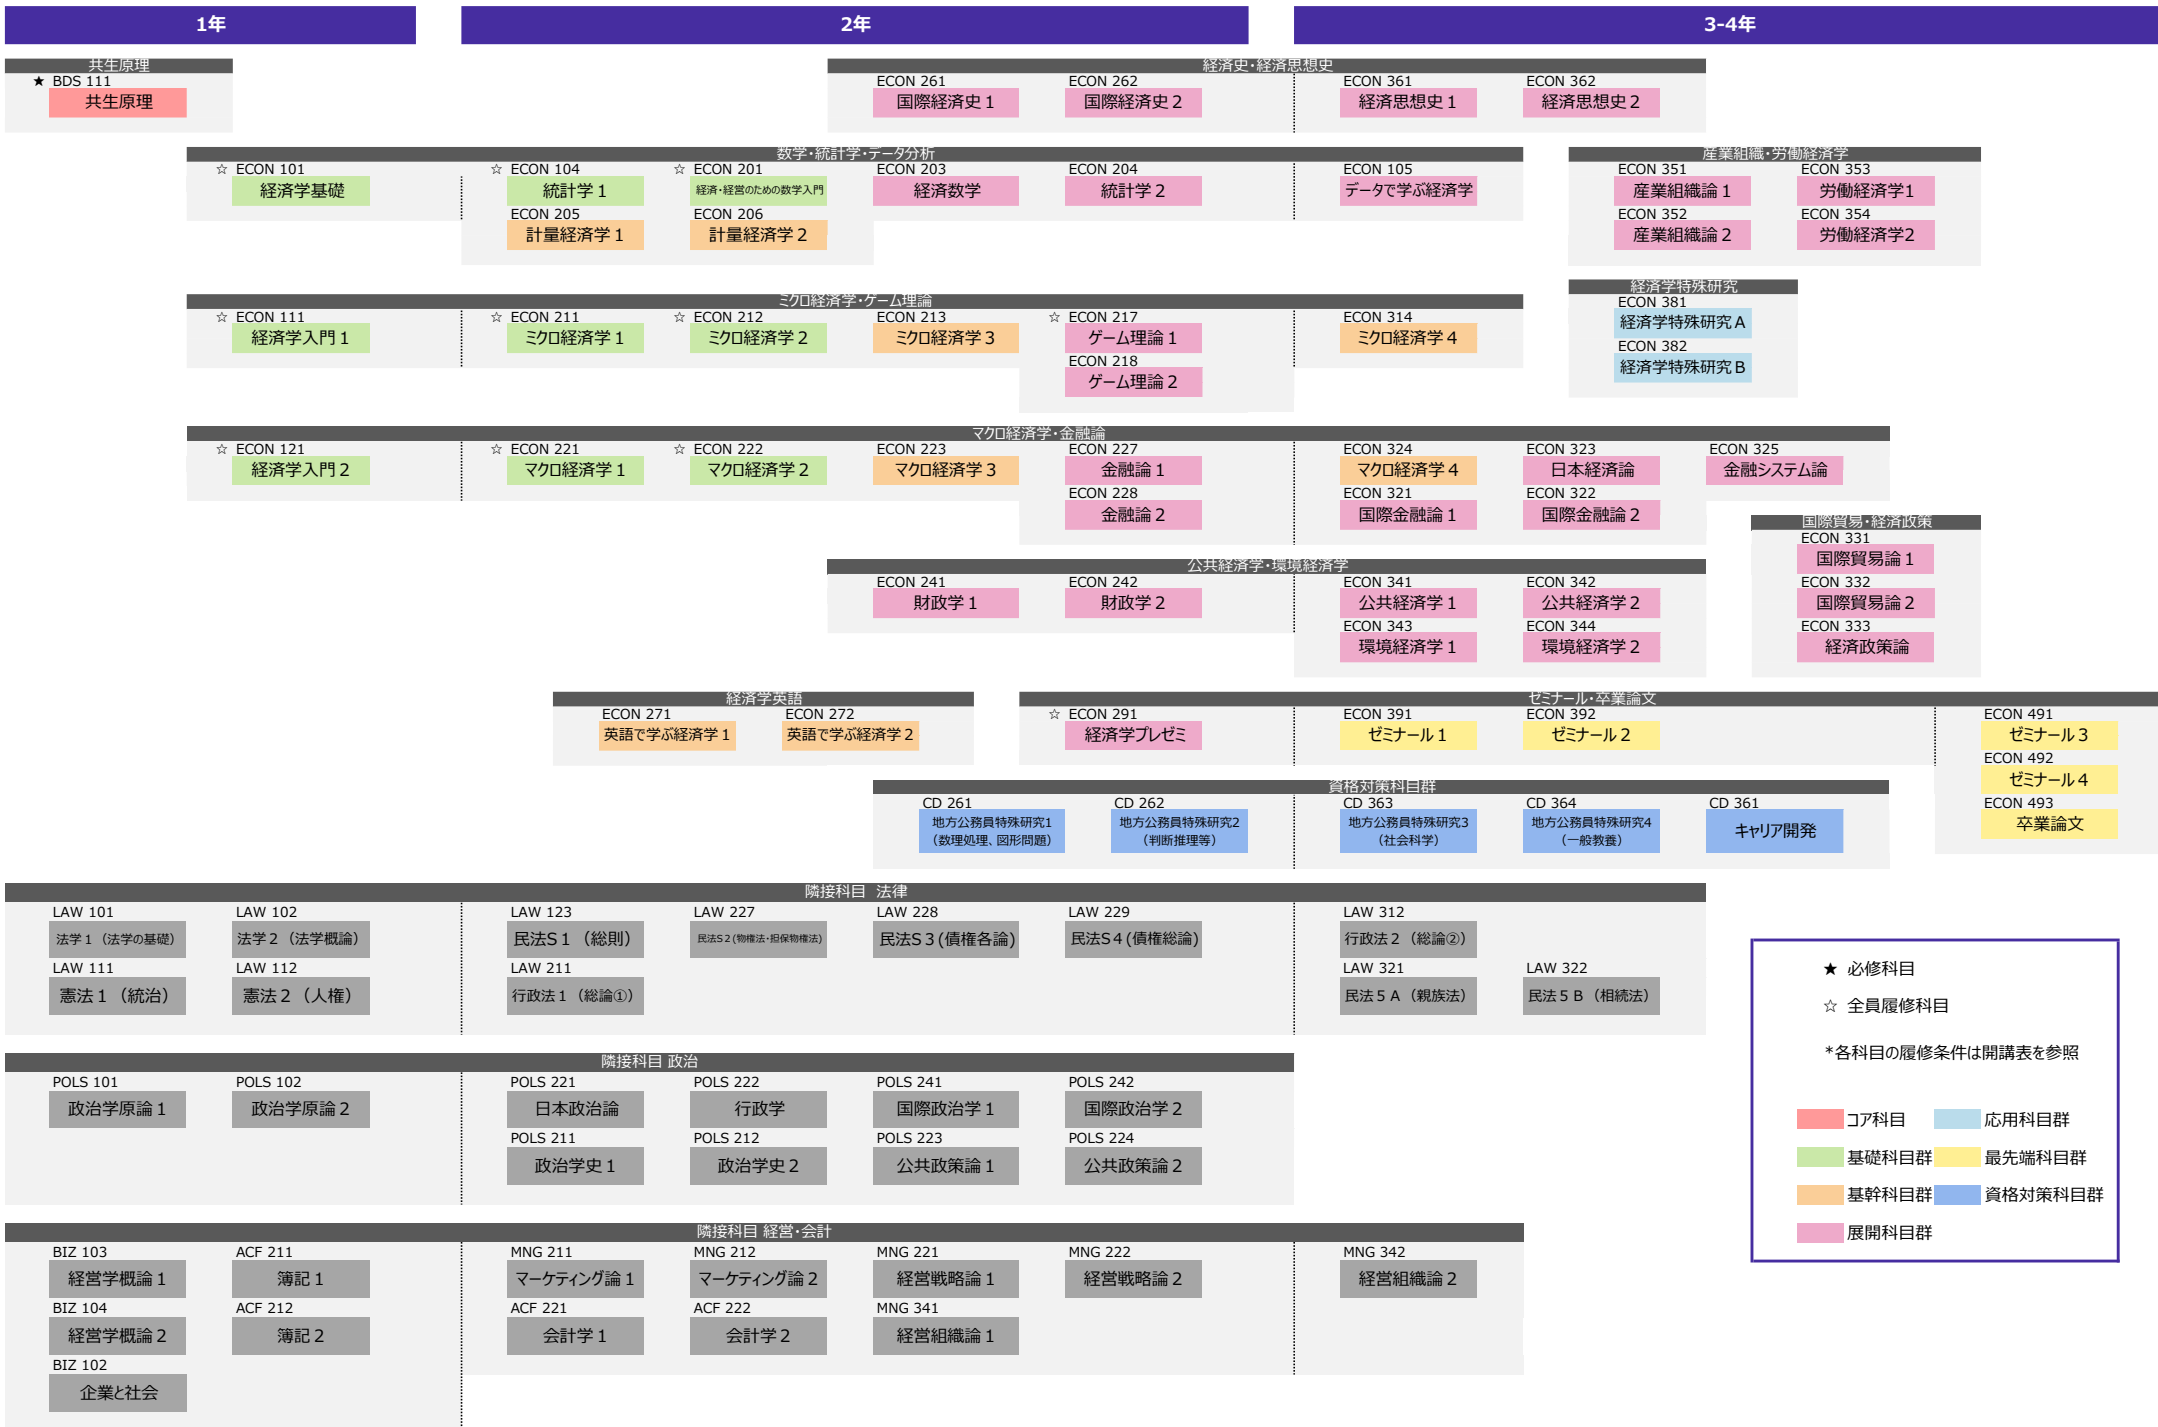 1年
2年
3-4年
共生原理
★ BDS 111
共生原理
経済史・経済思想史
ECON 261
国際経済史１
ECON 262
国際経済史２
ECON 361
経済思想史１
ECON 362
経済思想史２
数学・統計学・データ分析
☆ ECON 101
経済学基礎
☆ ECON 104
統計学１
☆ ECON 201
経済・経営のための数学入門
ECON 203
経済数学
ECON 204
統計学２
ECON 105
データで学ぶ経済学
ECON 205
計量経済学１
ECON 206
計量経済学２
産業組織・労働経済学
ECON 351
産業組織論１
ECON 353
労働経済学1
ECON 352
産業組織論２
ECON 354
労働経済学2
経済学特殊研究
ECON 381
経済学特殊研究A
ECON 382
経済学特殊研究B
ミクロ経済学・ゲーム理論
☆ ECON 111
経済学入門１
☆ ECON 211
ミクロ経済学１
☆ ECON 212
ミクロ経済学２
ECON 213
ミクロ経済学３
☆ ECON 217
ゲーム理論１
ECON 218
ゲーム理論２
ECON 314
ミクロ経済学４
マクロ経済学・金融論
☆ ECON 121
経済学入門２
☆ ECON 221
マクロ経済学１
☆ ECON 222
マクロ経済学２
ECON 223
マクロ経済学３
ECON 227
金融論１
ECON 228
金融論２
ECON 324
マクロ経済学４
ECON 323
日本経済論
ECON 325
金融システム論
ECON 321
国際金融論１
ECON 322
国際金融論２
国際貿易・経済政策
ECON 331
国際貿易論１
ECON 332
国際貿易論２
ECON 333
経済政策論
公共経済学・環境経済学
ECON 241
財政学１
ECON 242
財政学２
ECON 341
公共経済学１
ECON 342
公共経済学２
ECON 343
環境経済学１
ECON 344
環境経済学２
経済学英語
ECON 271
英語で学ぶ経済学１
ECON 272
英語で学ぶ経済学２
ゼミナール・卒業論文
☆ ECON 291
経済学プレゼミ
ECON 391
ゼミナール１
ECON 392
ゼミナール２
ECON 491
ゼミナール３
ECON 492
ゼミナール４
ECON 493
卒業論文
資格対策科目群
CD 261
地方公務員特殊研究1
（数理処理、図形問題）
CD 262
地方公務員特殊研究2
（判断推理等）
CD 363
地方公務員特殊研究3
（社会科学）
CD 364
地方公務員特殊研究4
（一般教養）
CD 361
キャリア開発
隣接科目 法律
LAW 101
法学１（法学の基礎）
LAW 102
法学２（法学概論）
LAW 123
民法S１（総則）
LAW 227
民法S２(物権法・担保物権法)
LAW 228
民法S３(債権各論)
LAW 229
民法S４(債権総論)
LAW 312
行政法２（総論②）
LAW 111
憲法１（統治）
LAW 112
憲法２（人権）
LAW 211
行政法１（総論①）
LAW 321
民法５A（親族法）
LAW 322
民法５B（相続法）
隣接科目 政治
POLS 101
政治学原論１
POLS 102
政治学原論２
POLS 221
日本政治論
POLS 222
行政学
POLS 241
国際政治学１
POLS 242
国際政治学２
POLS 211
政治学史１
POLS 212
政治学史２
POLS 223
公共政策論１
POLS 224
公共政策論２
隣接科目 経営・会計
BIZ 103
経営学概論１
ACF 211
簿記１
MNG 211
マーケティング論１
MNG 212
マーケティング論２
MNG 221
経営戦略論１
MNG 222
経営戦略論２
MNG 342
経営組織論２
BIZ 104
経営学概論２
ACF 212
簿記２
ACF 221
会計学１
ACF 222
会計学２
MNG 341
経営組織論１
BIZ 102
企業と社会
★ 必修科目
☆ 全員履修科目
*各科目の履修条件は開講表を参照
コア科目
応用科目群
基礎科目群
最先端科目群
基幹科目群
資格対策科目群
展開科目群